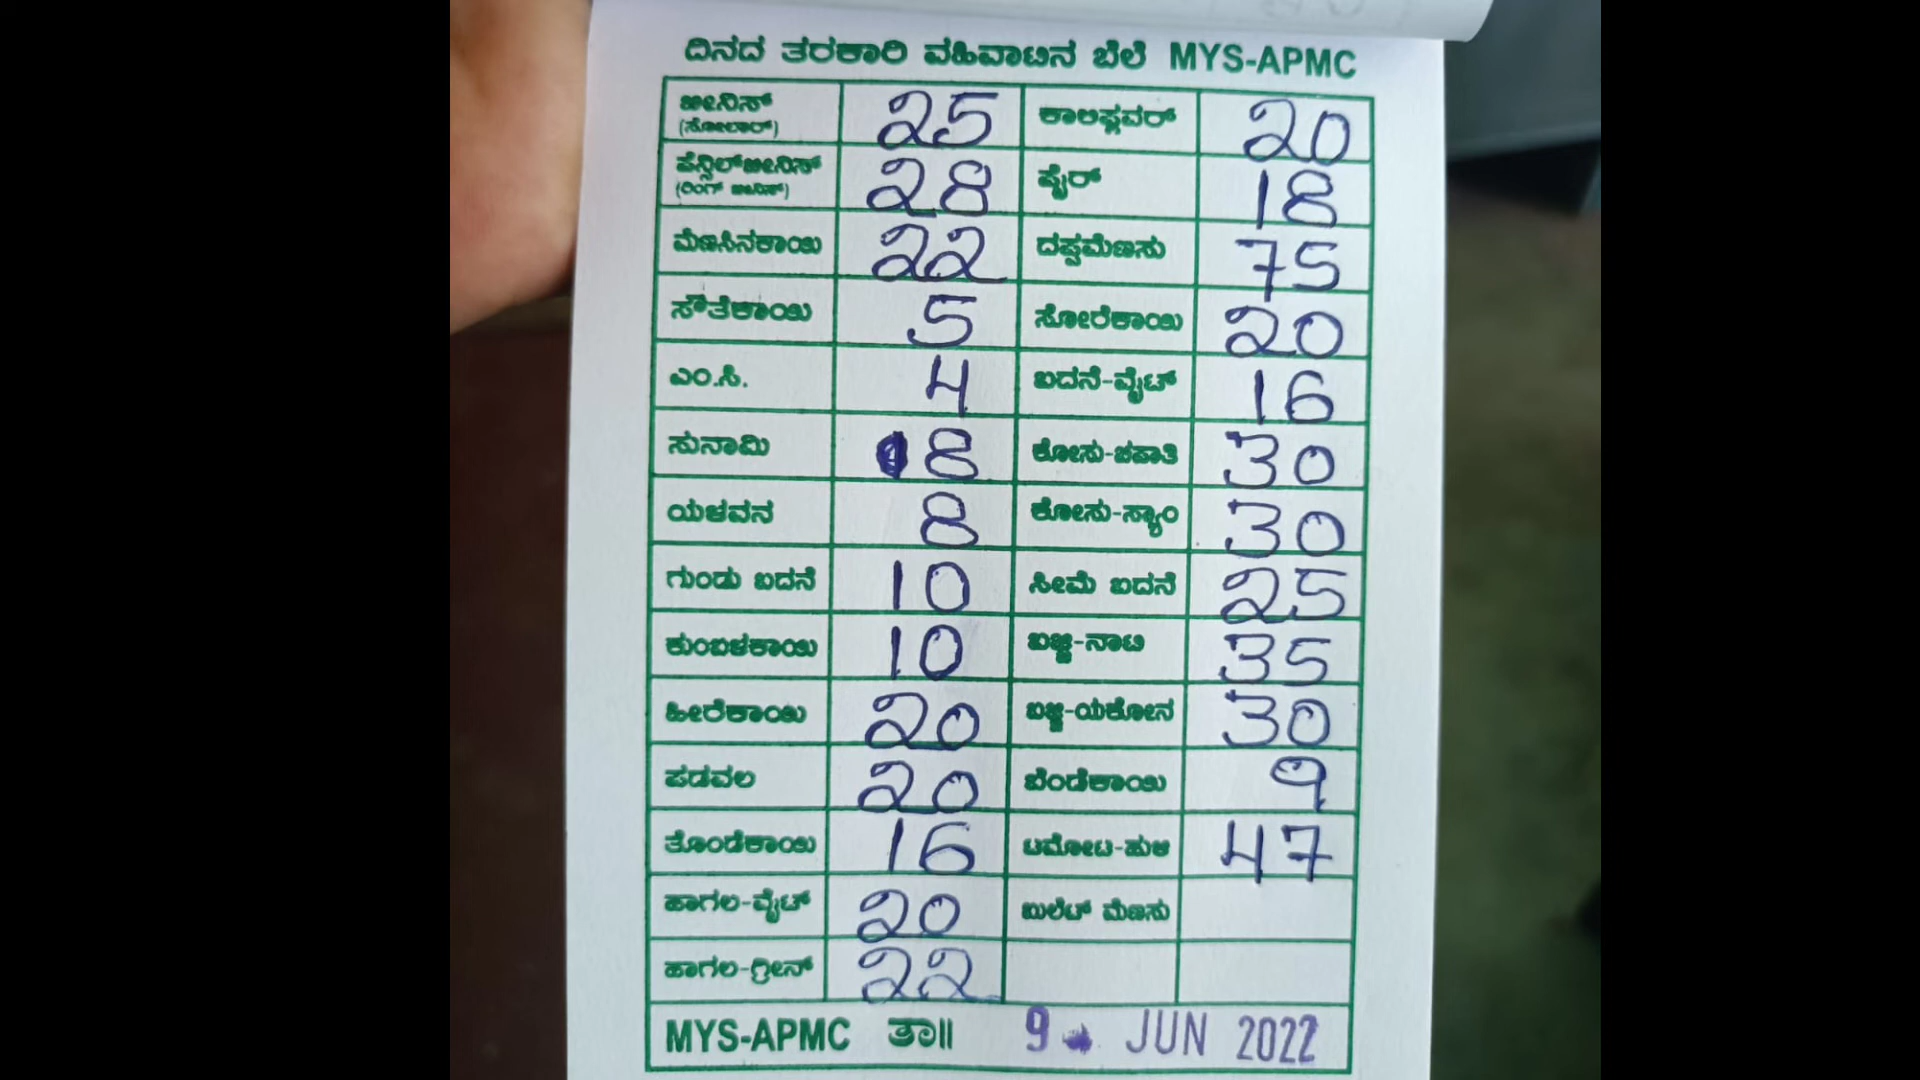 ದಿನದ ತರಕಾರಿ ವಹಿವಾಟಿನ ಬೆಲೆ MYS-APMC
ಬೀನಿಸ್ (ಸೋಲಾರ್) 25 ಕಾಲಿಫ್ಲವರ್ 20
ಪೆನ್ಸಿಲ್ ಬೀನಿಸ್ (ರಿಂಗ್ ಬೀನಿಸ್) 28 ಪೈರ್ 18
ಮೆಣಸಿನಕಾಯಿ 22 ದಪ್ಪಮೆಣಸು 75
ಸೌತೆಕಾಯಿ 5 ಸೋರೆಕಾಯಿ 20
ಎಂ.ಸಿ. 4 ಬದನೆ-ವೈಟ್ 16
ಸುನಾಮಿ 8 ಕೋಸು-ಚಪಾತಿ 30
ಯಳವನ 8 ಕೋಸು-ಸ್ಯಾಂ 30
ಗುಂಡು ಬದನೆ 10 ಸೀಮೆ ಬದನೆ 25
ಕುಂಬಳಕಾಯಿ 10 ಬಜ್ಜಿ-ನಾಟಿ 35
ಹೀರೆಕಾಯಿ 20 ಬಜ್ಜಿ-ಯಕೋನ 30
ಪಡವಲ 20 ಬೆಂಡೆಕಾಯಿ 9
ತೊಂಡೆಕಾಯಿ 16 ಟಮೋಟ-ಹುಳಿ 47
ಹಾಗಲ-ವೈಟ್ 20 ಬುಲೆಟ್ ಮೆಣಸು
ಹಾಗಲ-ಗ್ರೀನ್ 22
MYS-APMC ತಾ॥ 9 JUN 2022